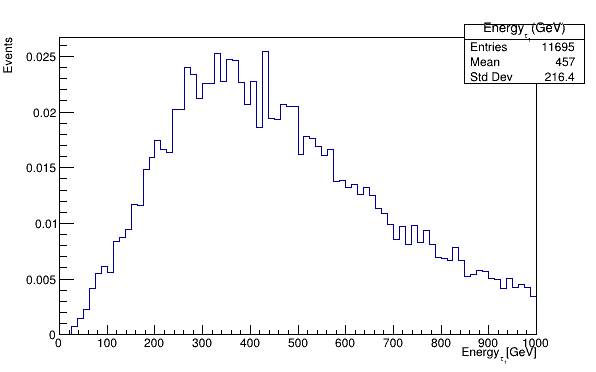 Energy_τ1 (GeV)
Entries 11695
Mean 457
Std Dev 216.4
Events
0.025
0.02
0.015
0.01
0.005
0
0 100 200 300 400 500 600 700 800 900 1000
Energy_τ1 [GeV]